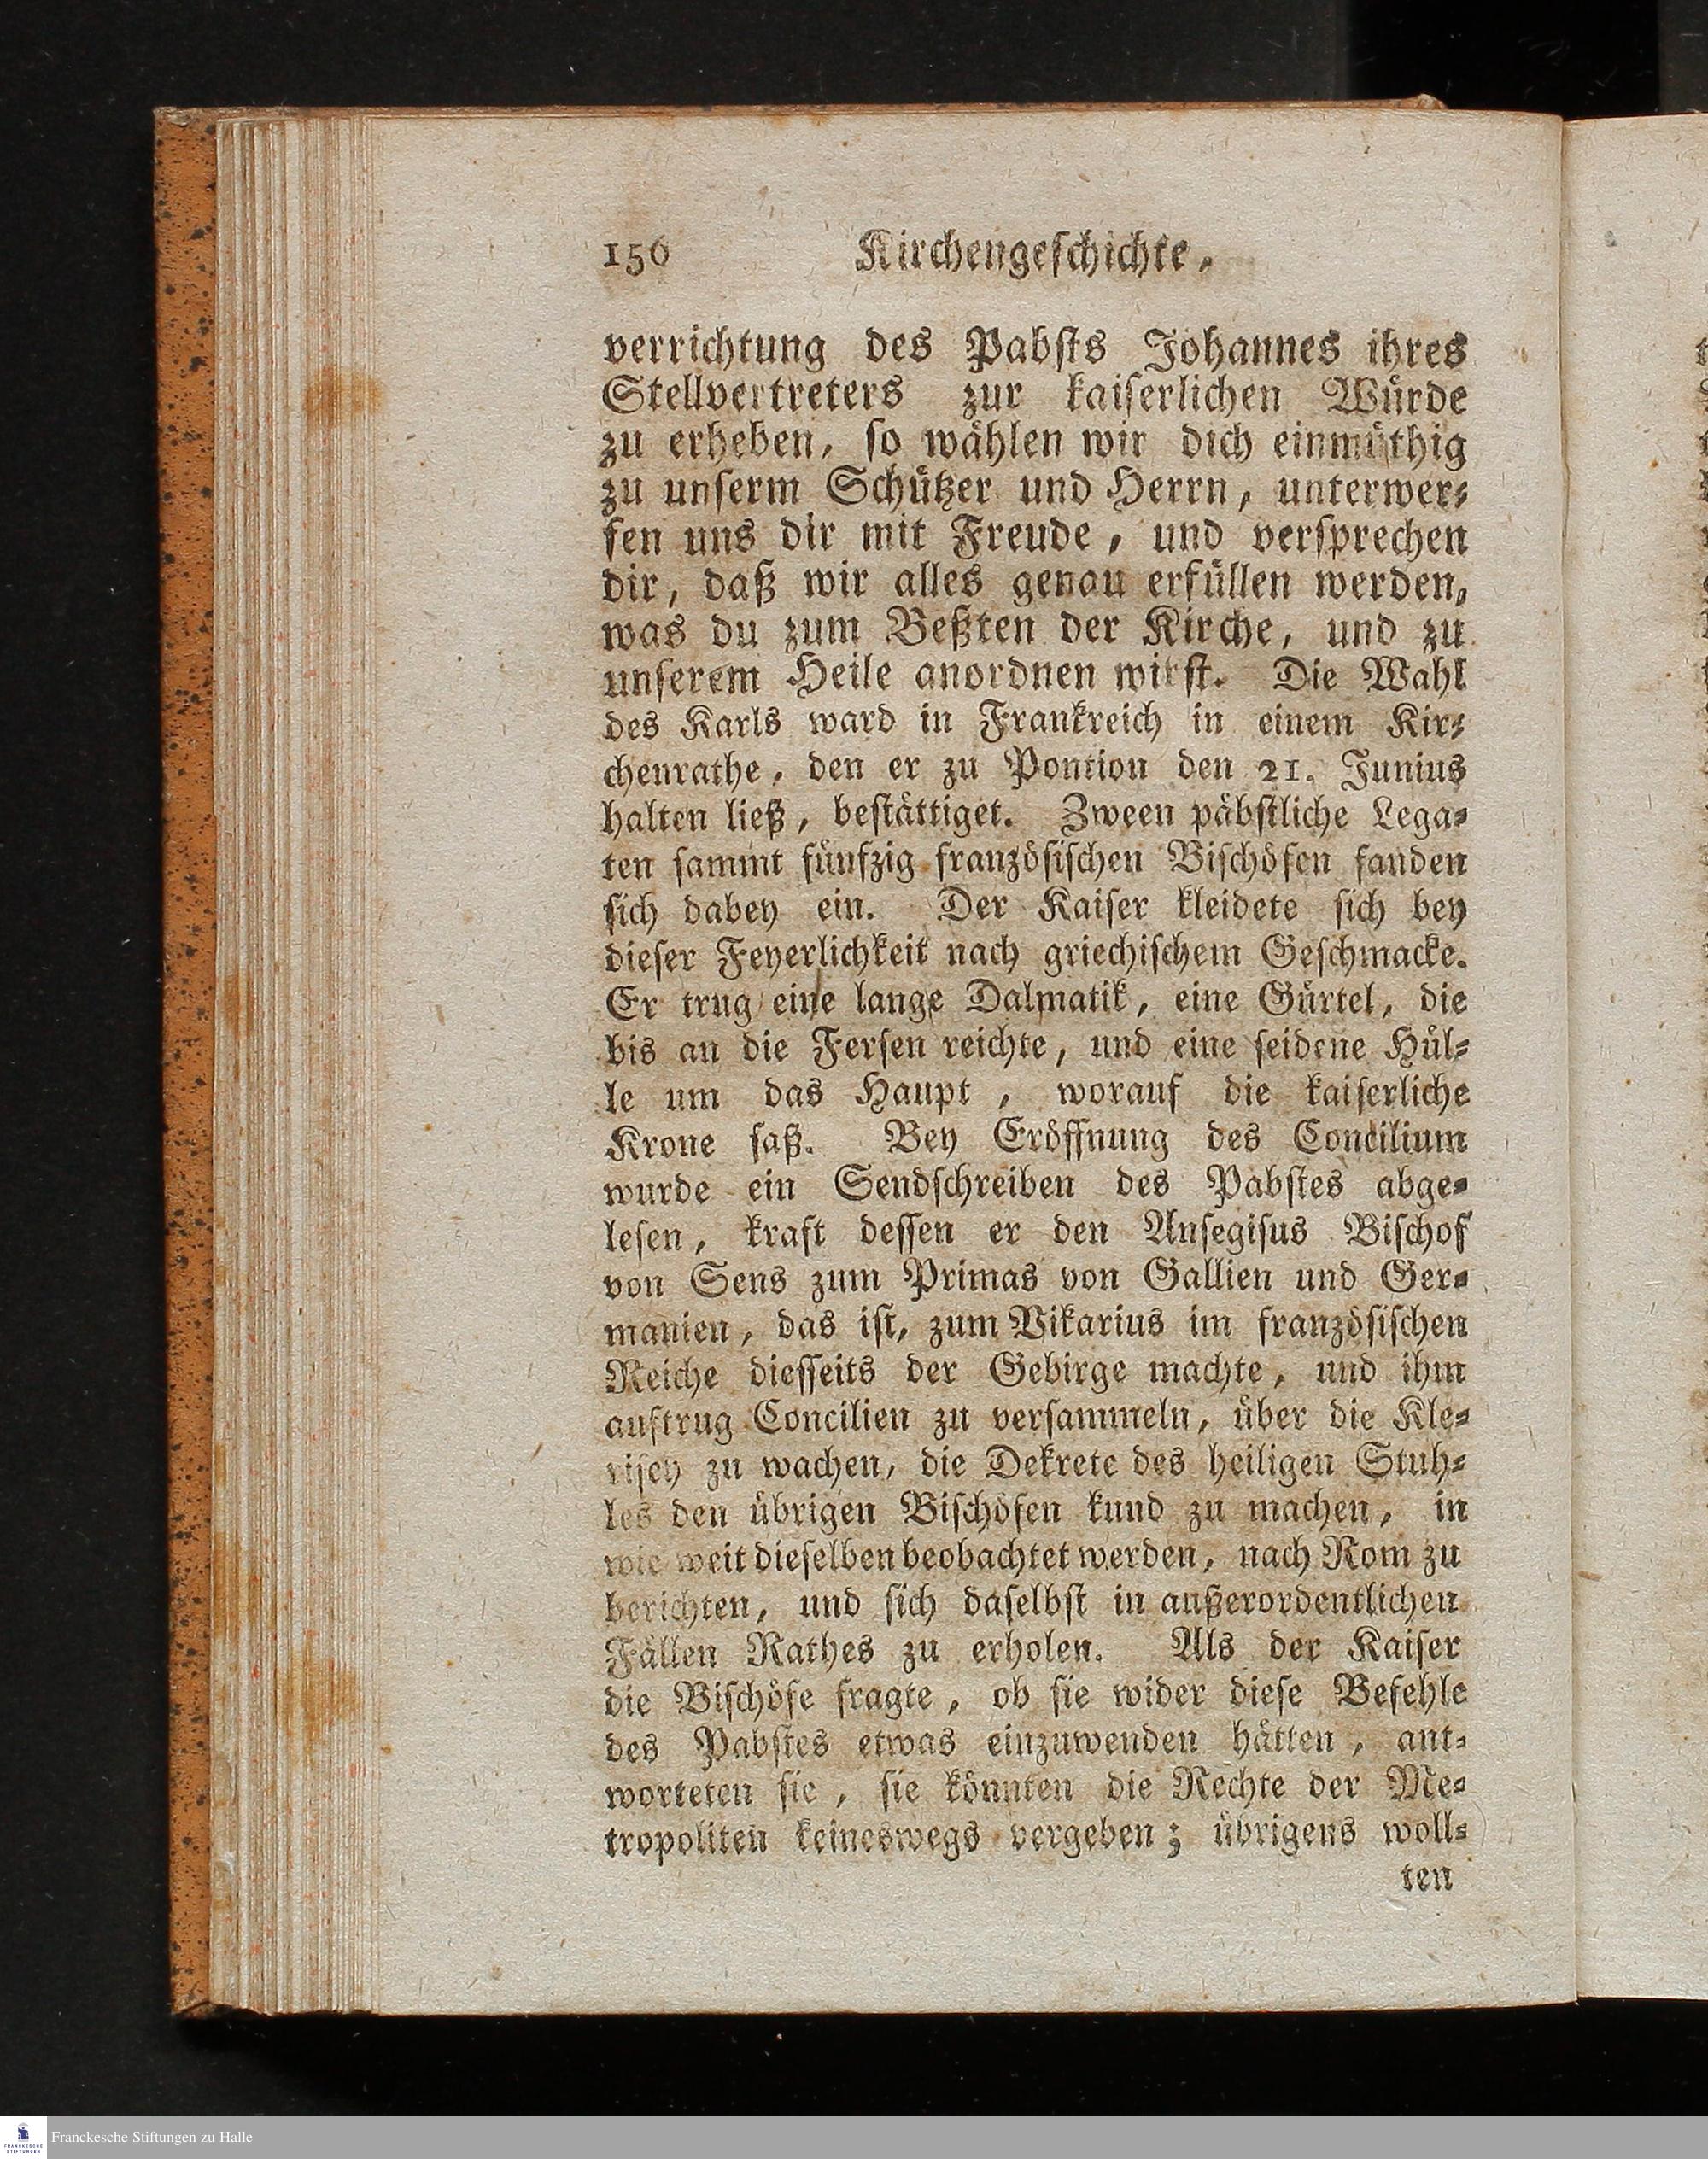 156 Kirchengeschichte,
verrichtung des Pabsts Johannes ihres
Stellvertreters zur kaiserlichen Würde
zu erheben, so wählen wir dich einmüthig
zu unserm Schützer und Herrn, unterwer-
fen uns dir mit Freude, und versprechen
dir, daß wir alles genau erfüllen werden,
was du zum Beßten der Kirche, und zu
unserem Heile anordnen wirst. Die Wahl
des Karls ward in Frankreich in einem Kir-
chenrathe, den er zu Pontion den 21. Junius
halten ließ, bestättiget. Zween päbstliche Lega-
ten sammt fünfzig französischen Bischöfen fanden
sich dabey ein. Der Kaiser kleidete sich bey
dieser Feyerlichkeit nach griechischem Geschmacke.
Er trug eine lange Dalmatik, eine Gürtel, die
bis an die Fersen reichte, und eine seidene Hül-
le um das Haupt, worauf die kaiserliche
Krone saß. Bey Eröffnung des Concilium
wurde ein Sendschreiben des Pabstes abge-
lesen, kraft dessen er den Ansegisus Bischof
von Sens zum Primas von Gallien und Ger-
manien, das ist, zum Vikarius im französischen
Reiche diesseits der Gebirge machte, und ihm
auftrug Concilien zu versammeln, über die Kle-
risey zu wachen, die Dekrete des heiligen Stuh-
les den übrigen Bischöfen kund zu machen, in
wie weit dieselben beobachtet werden, nach Rom zu
berichten, und sich daselbst in außerordentlichen
Fällen Rathes zu erholen. Als der Kaiser
die Bischöfe fragte, ob sie wider diese Befehle
des Pabstes etwas einzuwenden hätten, ant-
worteten sie, sie könnten die Rechte der Me-
tropoliten keineswegs vergeben; übrigens woll-
ten
Franckesche Stiftungen zu Halle